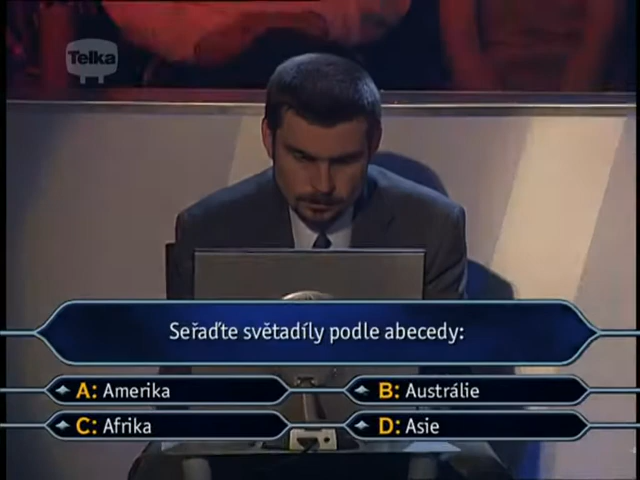 Telka
Seřaďte světadíly podle abecedy:
A: Amerika
B: Austrálie
C: Afrika
D: Asie